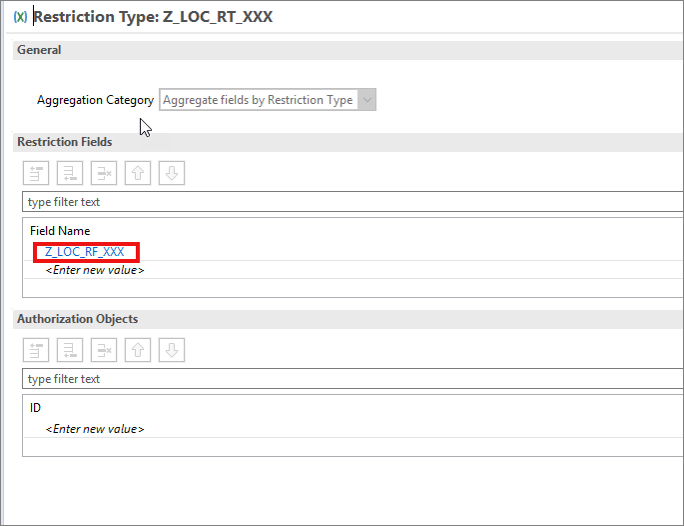 (X) Restriction Type: Z_LOC_RT_XXX
General
Aggregation Category Aggregate fields by Restriction Type
Restriction Fields
type filter text
Field Name
Z_LOC_RF_XXX
<Enter new value>
Authorization Objects
type filter text
ID
<Enter new value>